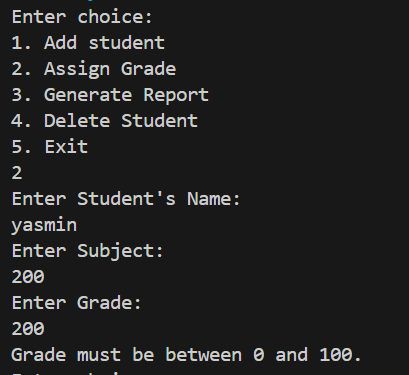 Enter choice:
1. Add student
2. Assign Grade
3. Generate Report
4. Delete Student
5. Exit
2
Enter Student's Name:
yasmin
Enter Subject:
200
Enter Grade:
200
Grade must be between 0 and 100.